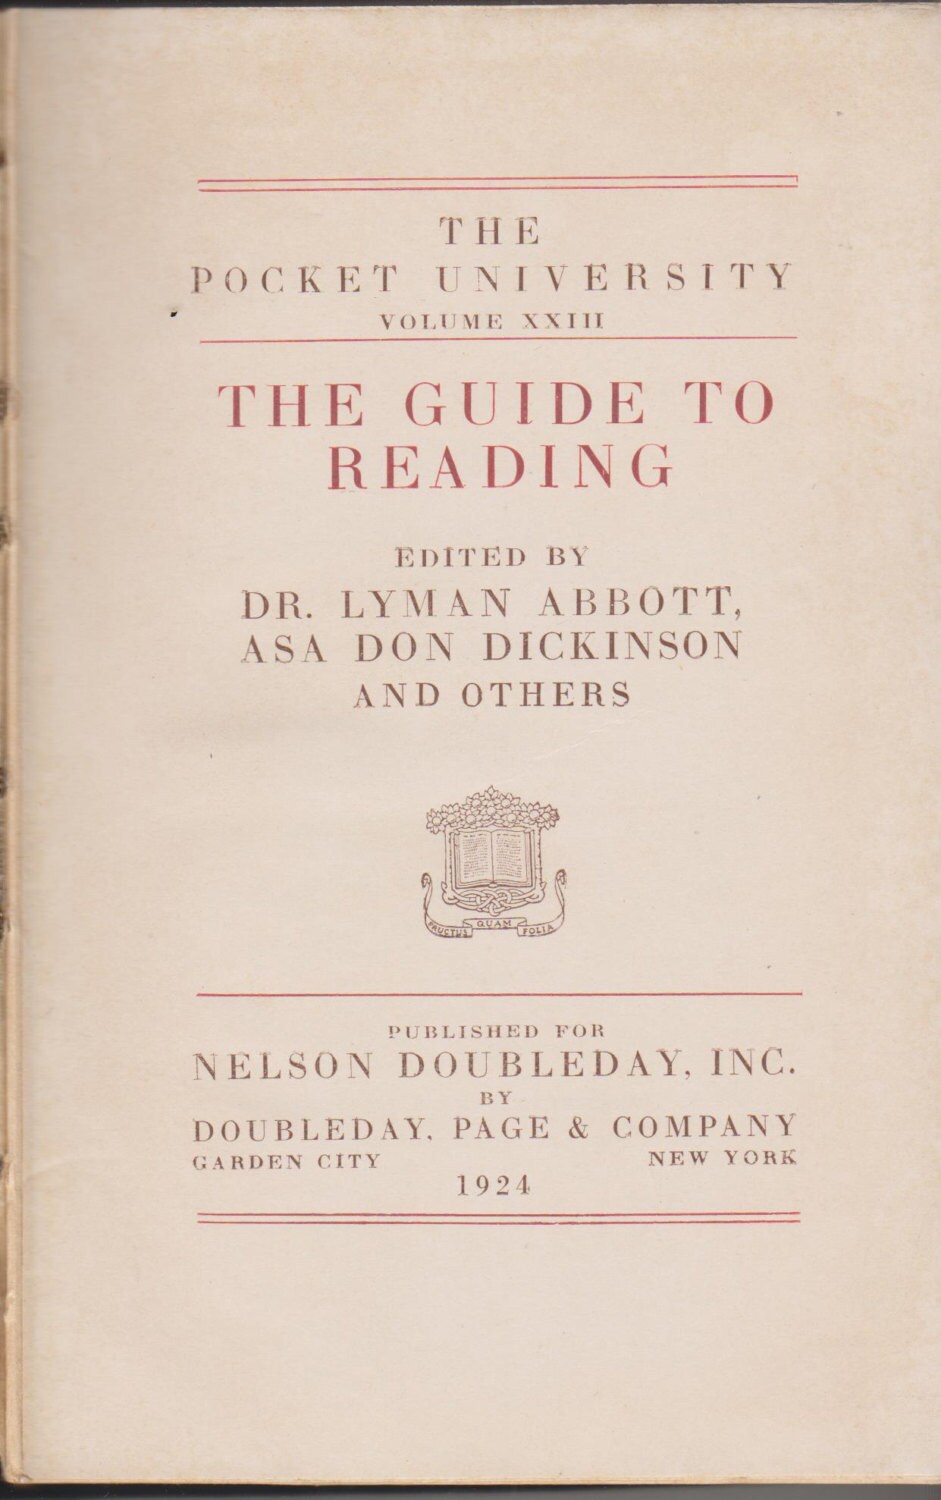 THE
POCKET UNIVERSITY
VOLUME XXIII
THE GUIDE TO
READING
EDITED BY
DR. LYMAN ABBOTT,
ASA DON DICKINSON
AND OTHERS
FRUCTUS QUAM FOLIA
PUBLISHED FOR
NELSON DOUBLEDAY, INC.
BY
DOUBLEDAY, PAGE & COMPANY
GARDEN CITY NEW YORK
1924